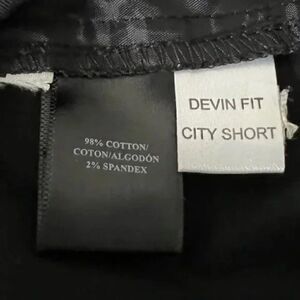 98% COTTON/
COTON/ALGODÓN
2% SPANDEX
DEVIN FIT
CITY SHORT